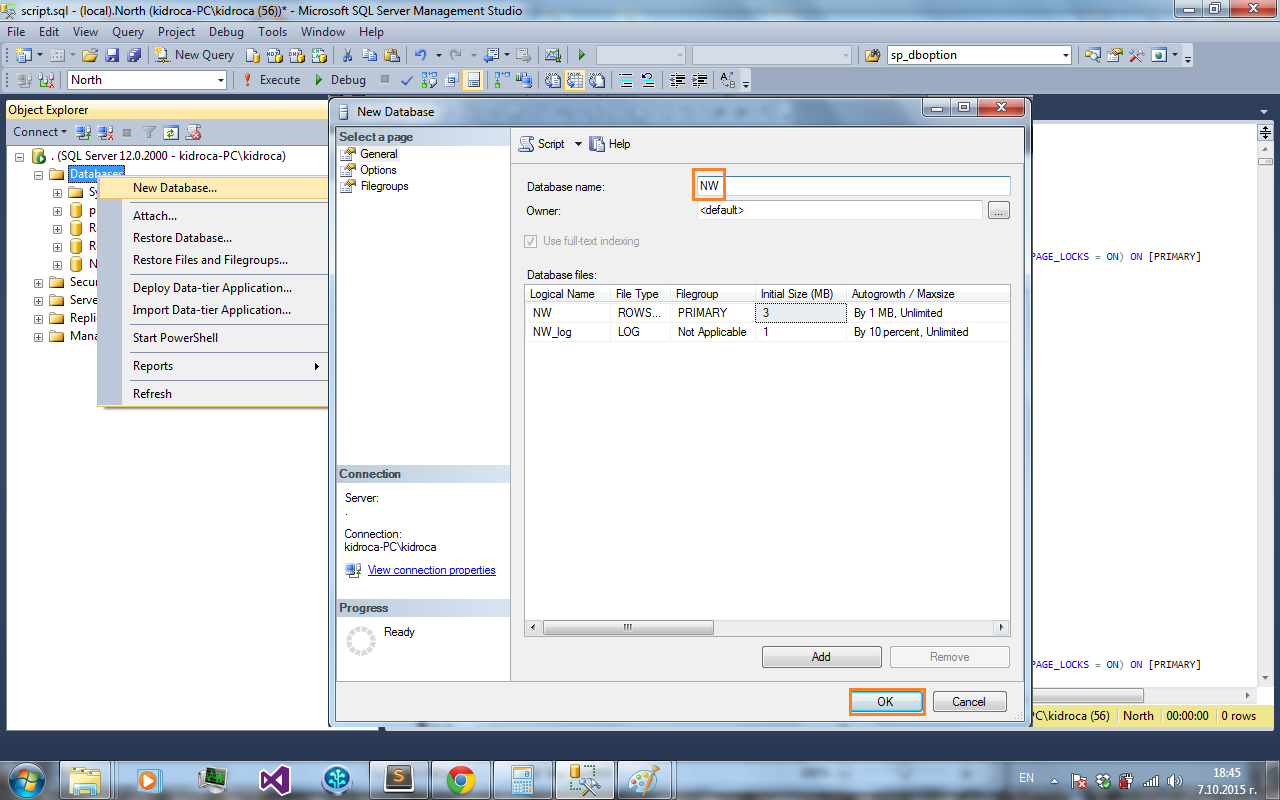 script.sql - (local).North (kidroca-PC\kidroca (56))* - Microsoft SQL Server Management Studio
File Edit View Query Project Debug Tools Window Help
New Query
sp_dboption
North
Execute
Debug
Object Explorer
Connect
. (SQL Server 12.0.2000 - kidroca-PC\kidroca)
Databases
Sy
p
R
R
N
Secu
Serve
Repli
Mana
New Database...
Attach...
Restore Database...
Restore Files and Filegroups...
Deploy Data-tier Application...
Import Data-tier Application...
Start PowerShell
Reports
Refresh
New Database
Select a page
General
Options
Filegroups
Connection
Server:
.
Connection:
kidroca-PC\kidroca
View connection properties
Progress
Ready
Script
Help
Database name:
NW
Owner:
<default>
...
Use full-text indexing
Database files:
Logical Name File Type Filegroup Initial Size (MB) Autogrowth / Maxsize
NW ROWS... PRIMARY 3 By 1 MB, Unlimited
NW_log LOG Not Applicable 1 By 10 percent, Unlimited
Add
Remove
OK
Cancel
PAGE_LOCKS = ON) ON [PRIMARY]
PAGE_LOCKS = ON) ON [PRIMARY]
PC\kidroca (56) North 00:00:00 0 rows
EN
18:45
7.10.2015 г.